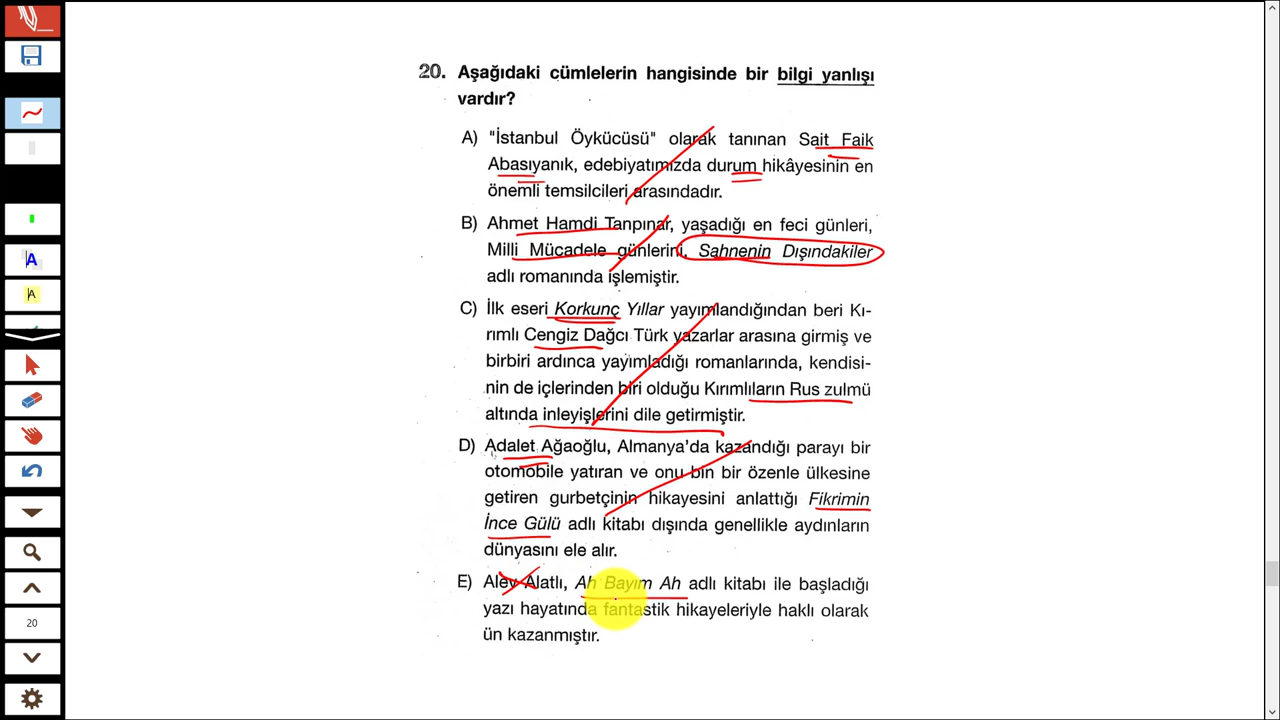 20. Aşağıdaki cümlelerin hangisinde bir bilgi yanlışı
vardır?
A) "İstanbul Öykücüsü" olarak tanınan Sait Faik
Abasıyanık, edebiyatımızda durum hikâyesinin en
önemli temsilcileri arasındadır.
B) Ahmet Hamdi Tanpınar, yaşadığı en feci günleri,
Milli Mücadele günlerini, Sahnenin Dışındakiler
adlı romanında işlemiştir.
C) İlk eseri Korkunç Yıllar yayımlandığından beri Kı-
rımlı Cengiz Dağcı Türk yazarlar arasına girmiş ve
birbiri ardınca yayımladığı romanlarında, kendisi-
nin de içlerinden biri olduğu Kırımlıların Rus zulmü
altında inleyişlerini dile getirmiştir.
D) Adalet Ağaoğlu, Almanya'da kazandığı parayı bir
otomobile yatıran ve onu bin bir özenle ülkesine
getiren gurbetçinin hikayesini anlattığı Fikrimin
İnce Gülü adlı kitabı dışında genellikle aydınların
dünyasını ele alır.
E) Alev Alatlı, Ah Bayım Ah adlı kitabı ile başladığı
yazı hayatında fantastik hikayeleriyle haklı olarak
ün kazanmıştır.
A
A
20